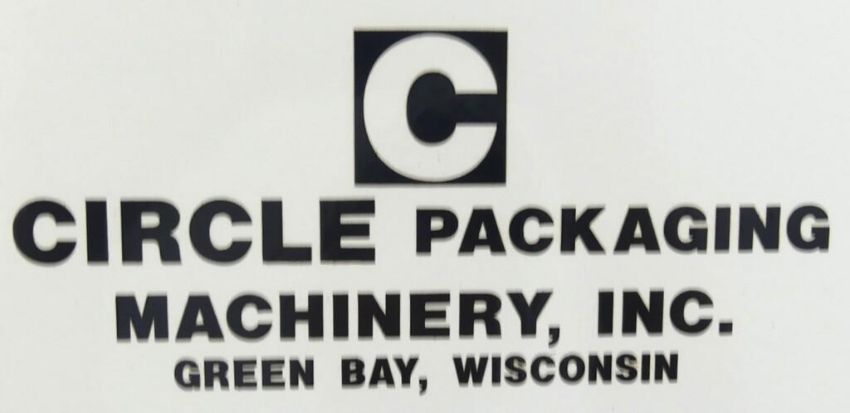 C
CIRCLE PACKAGING
MACHINERY, INC.
GREEN BAY, WISCONSIN